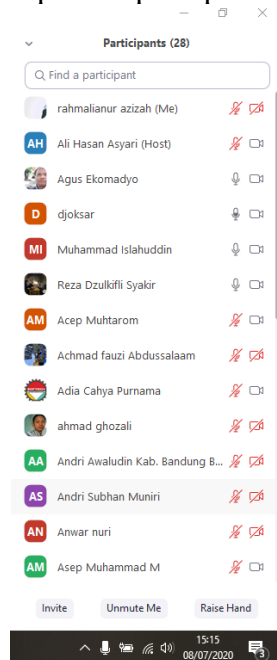 Participants (28)
Find a participant
rahmalianur azizah (Me)
AH Ali Hasan Asyari (Host)
Agus Ekomadyo
D djoksar
MI Muhammad Islahuddin
Reza Dzulkifli Syakir
AM Acep Muhtarom
Achmad fauzi Abdussalaam
Adia Cahya Purnama
ahmad ghozali
AA Andri Awaludin Kab. Bandung B...
AS Andri Subhan Muniri
AN Anwar nuri
AM Asep Muhammad M
Invite Unmute Me Raise Hand
15:15
08/07/2020 3